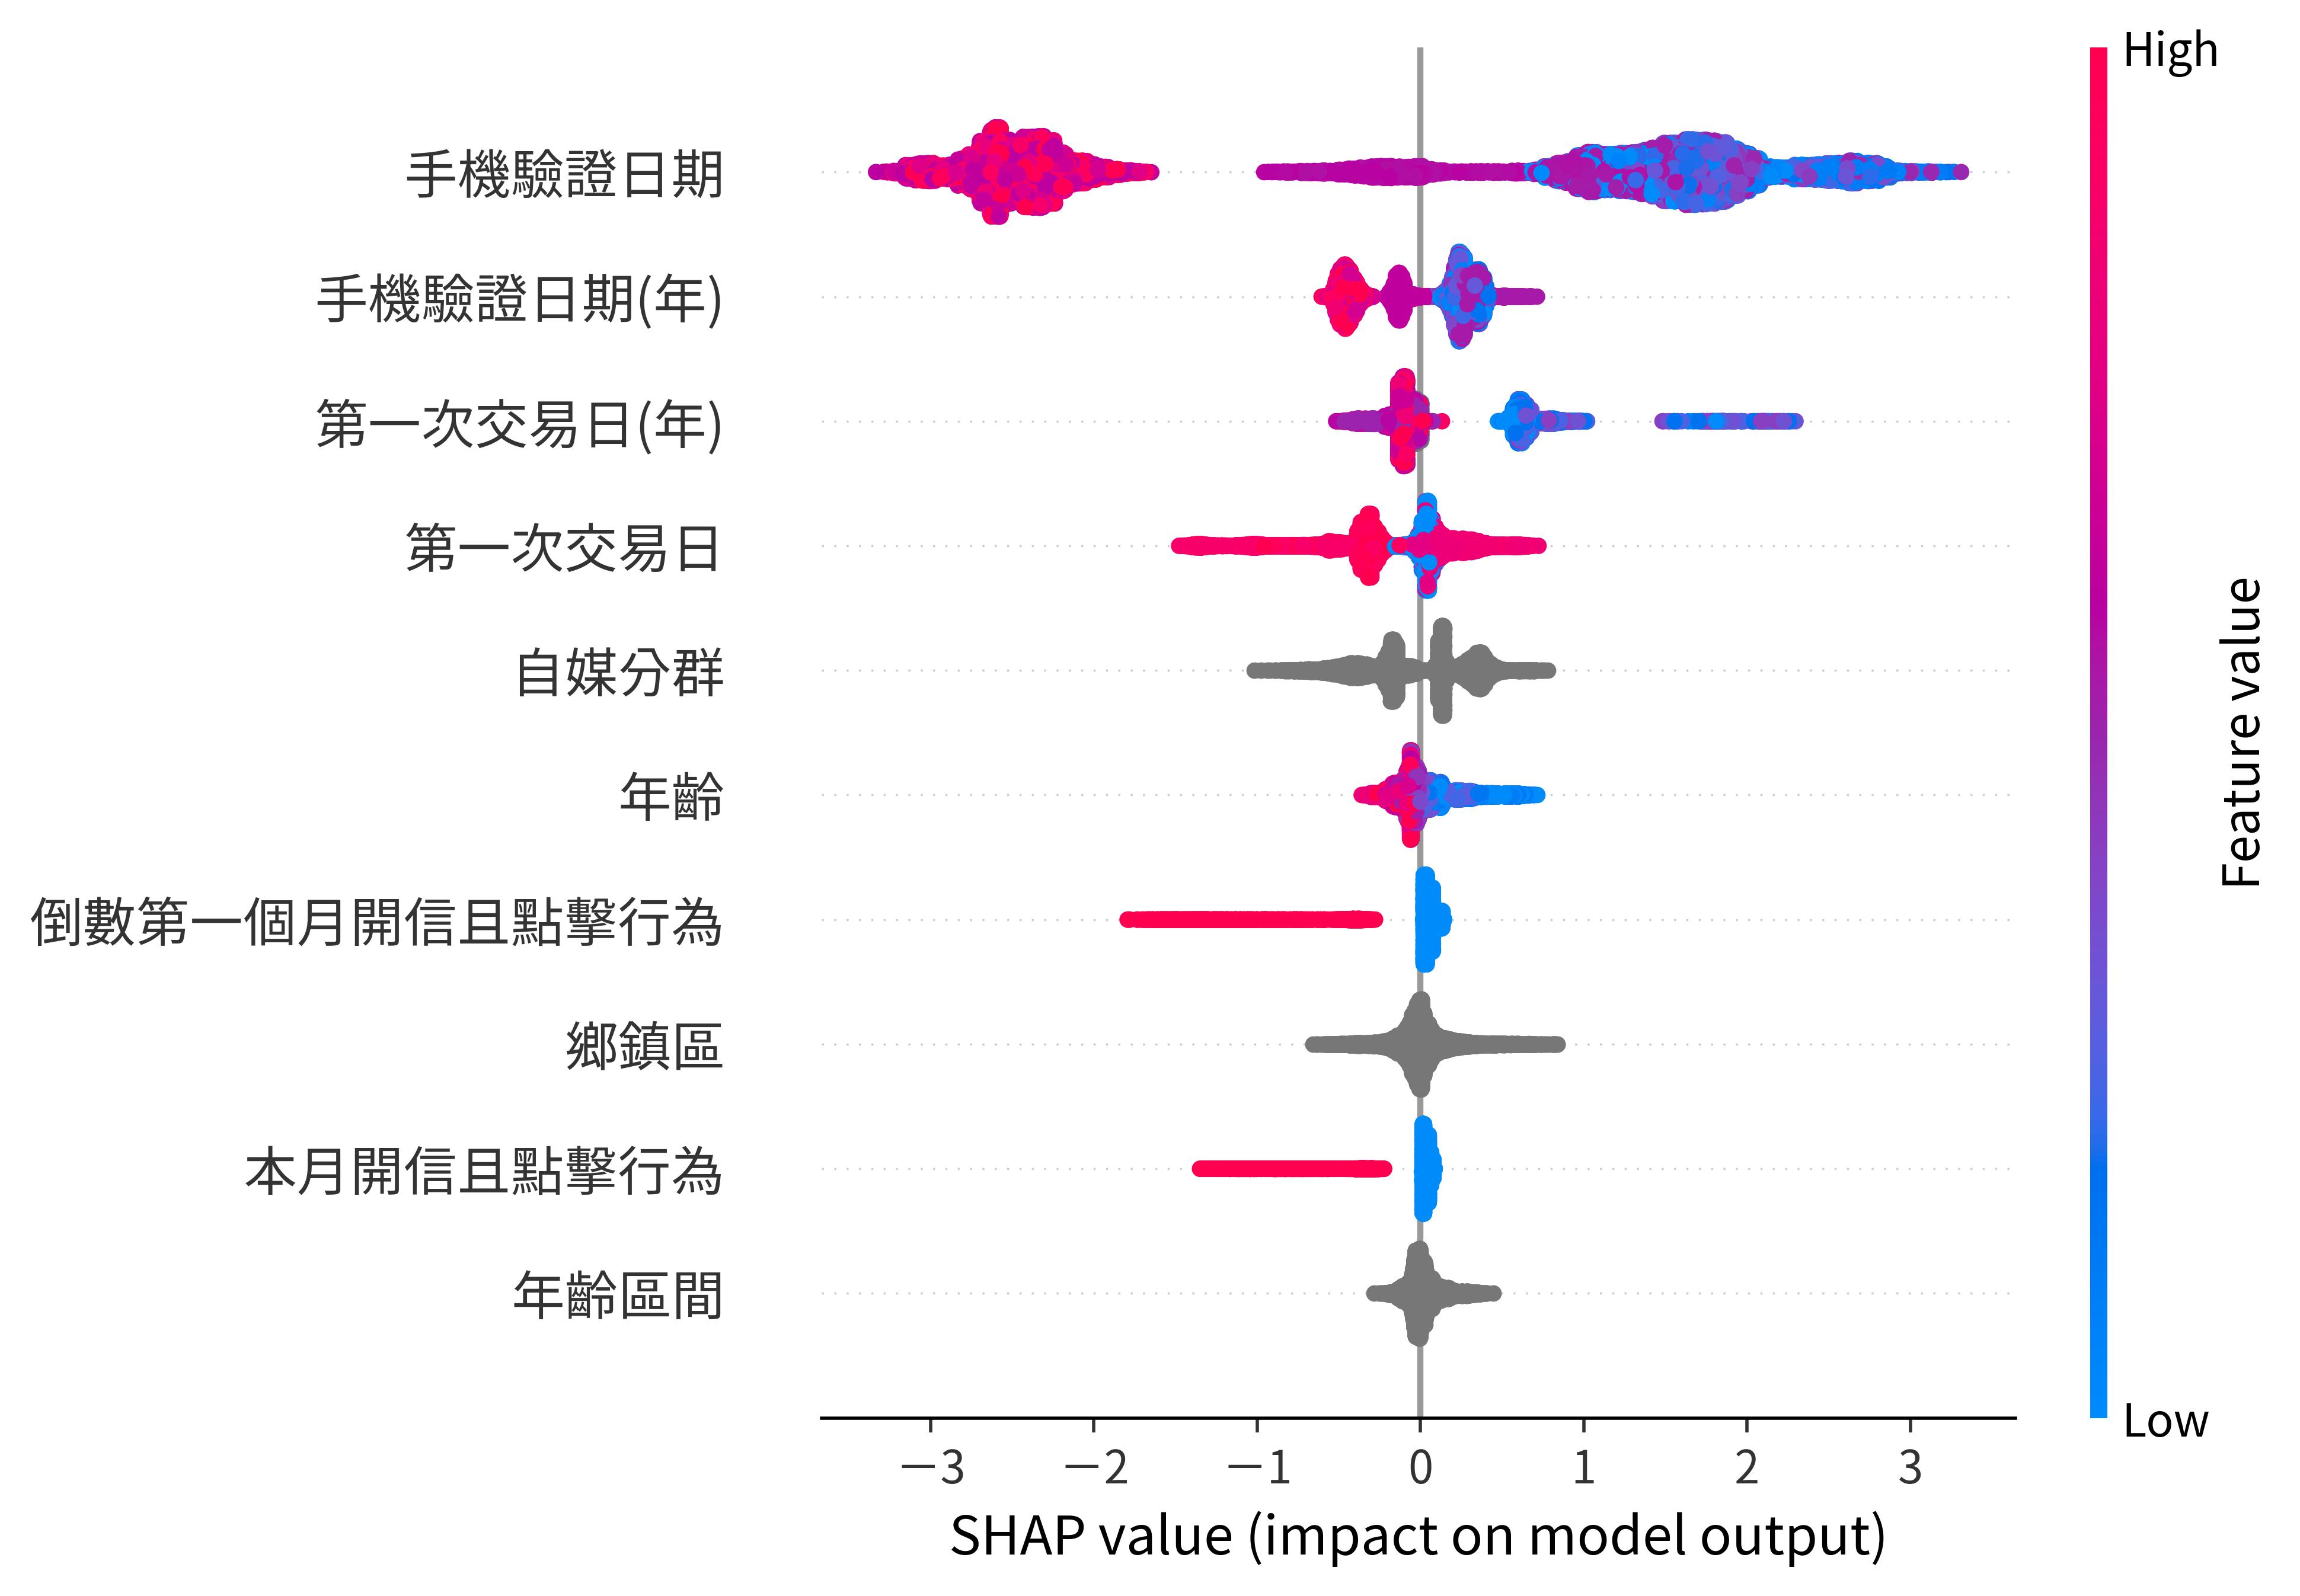 High
手機驗證日期
手機驗證日期(年)
第一次交易日(年)
第一次交易日
自媒分群
年齡
倒數第一個月開信且點擊行為
鄉鎮區
本月開信且點擊行為
年齡區間
Feature value
Low
−3 −2 −1 0 1 2 3
SHAP value (impact on model output)